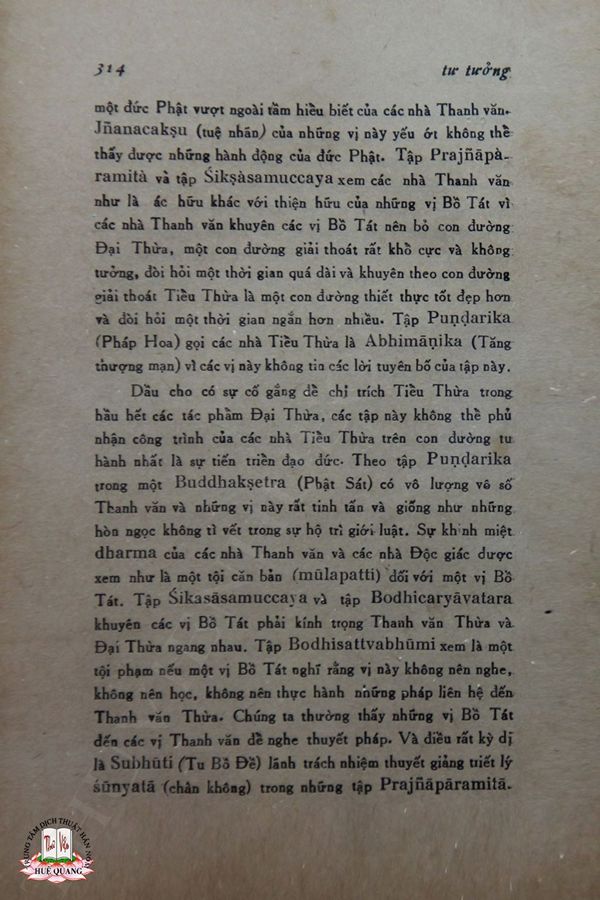 314
tư tưởng
một đức Phật vượt ngoài tầm hiểu biết của các nhà Thanh văn.
Jñanacakṣu (tuệ nhãn) của những vị này yếu ớt không thể
thấy được những hành động của đức Phật. Tập Prajñāpà-
ramità và tập Śikṣàsamuccaya xem các nhà Thanh văn
như là ác hữu khác với thiện hữu của những vị Bồ Tát vì
các nhà Thanh văn khuyên các vị Bồ Tát nên bỏ con đường
Đại Thừa, một con đường giải thoát rất khổ cực và không
tưởng, đòi hỏi một thời gian quá dài và khuyên theo con đường
giải thoát Tiểu Thừa là một con đường thiết thực tốt đẹp hơn
và đòi hỏi một thời gian ngắn hơn nhiều. Tập Puṇḍarika
(Pháp Hoa) gọi các nhà Tiểu Thừa là Abhimāṇika (Tăng
thượng mạn) vì các vị này không tin các lời tuyên bố của tập này.
Dầu cho có sự cố gắng để chỉ trích Tiểu Thừa trong
hầu hết các tác phẩm Đại Thừa, các tập này không thể phủ
nhận công trình của các nhà Tiểu Thừa trên con đường tu
hành nhất là sự tiến triển đạo đức. Theo tập Puṇḍarika
trong một Buddhakṣetra (Phật Sát) có vô lượng vô số
Thanh văn và những vị này rất tinh tấn và giống như những
hòn ngọc không tì vết trong sự hộ trì giới luật. Sự khinh miệt
dharma của các nhà Thanh văn và các nhà Độc giác được
xem như là một tội căn bản (mūlapatti) đối với một vị Bồ
Tát. Tập Śikasāsamuccaya và tập Bodhicaryāvatara
khuyên các vị Bồ Tát phải kính trọng Thanh văn Thừa và
Đại Thừa ngang nhau. Tập Bodhisattvabhūmi xem là một
tội phạm nếu một vị Bồ Tát nghĩ rằng vị này không nên nghe,
không nên học, không nên thực hành những pháp liên hệ đến
Thanh văn Thừa. Chúng ta thường thấy những vị Bồ Tát
đến các vị Thanh văn để nghe thuyết pháp. Và điều rất kỳ dị
là Subhūti (Tu Bồ Đề) lãnh trách nhiệm thuyết giảng triết lý
śūnyatā (chân không) trong những tập Prajñāpāramitā.
TRUNG TÂM DỊCH THUẬT HÁN NÔM
Thư Viện
HUỆ QUANG